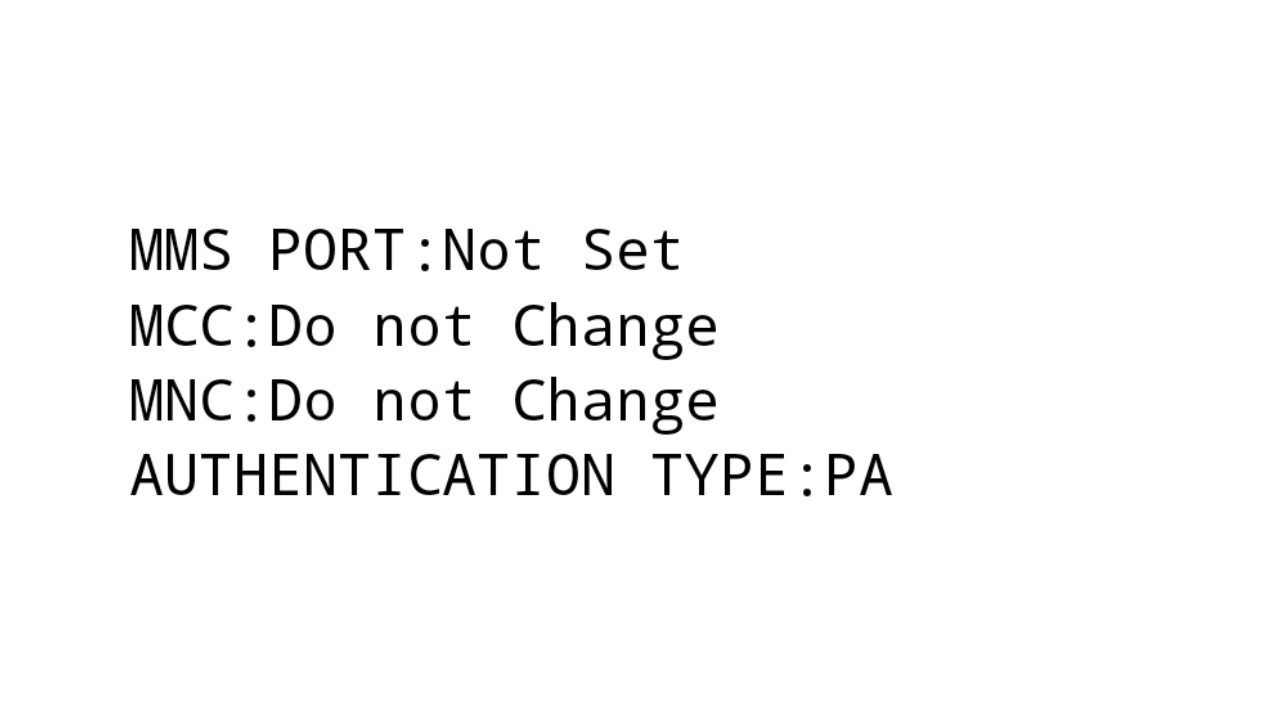 MMS PORT:Not Set
MCC:Do not Change
MNC:Do not Change
AUTHENTICATION TYPE:PA